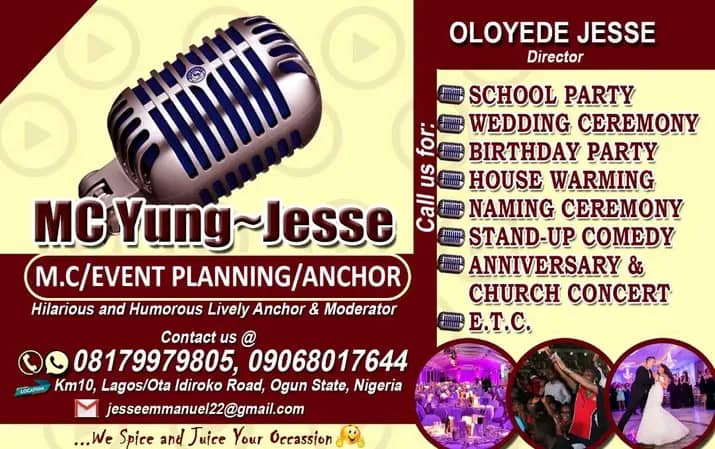 MC Yung~Jesse
M.C/EVENT PLANNING/ANCHOR
Hilarious and Humorous Lively Anchor & Moderator
Contact us @
08179979805, 09068017644
LOCATION
Km10, Lagos/Ota Idiroko Road, Ogun State, Nigeria
jesseemmanuel22@gmail.com
...We Spice and Juice Your Occassion
OLOYEDE JESSE
Director
Call us for:
SCHOOL PARTY
WEDDING CEREMONY
BIRTHDAY PARTY
HOUSE WARMING
NAMING CEREMONY
STAND-UP COMEDY
ANNIVERSARY &
CHURCH CONCERT
E.T.C.